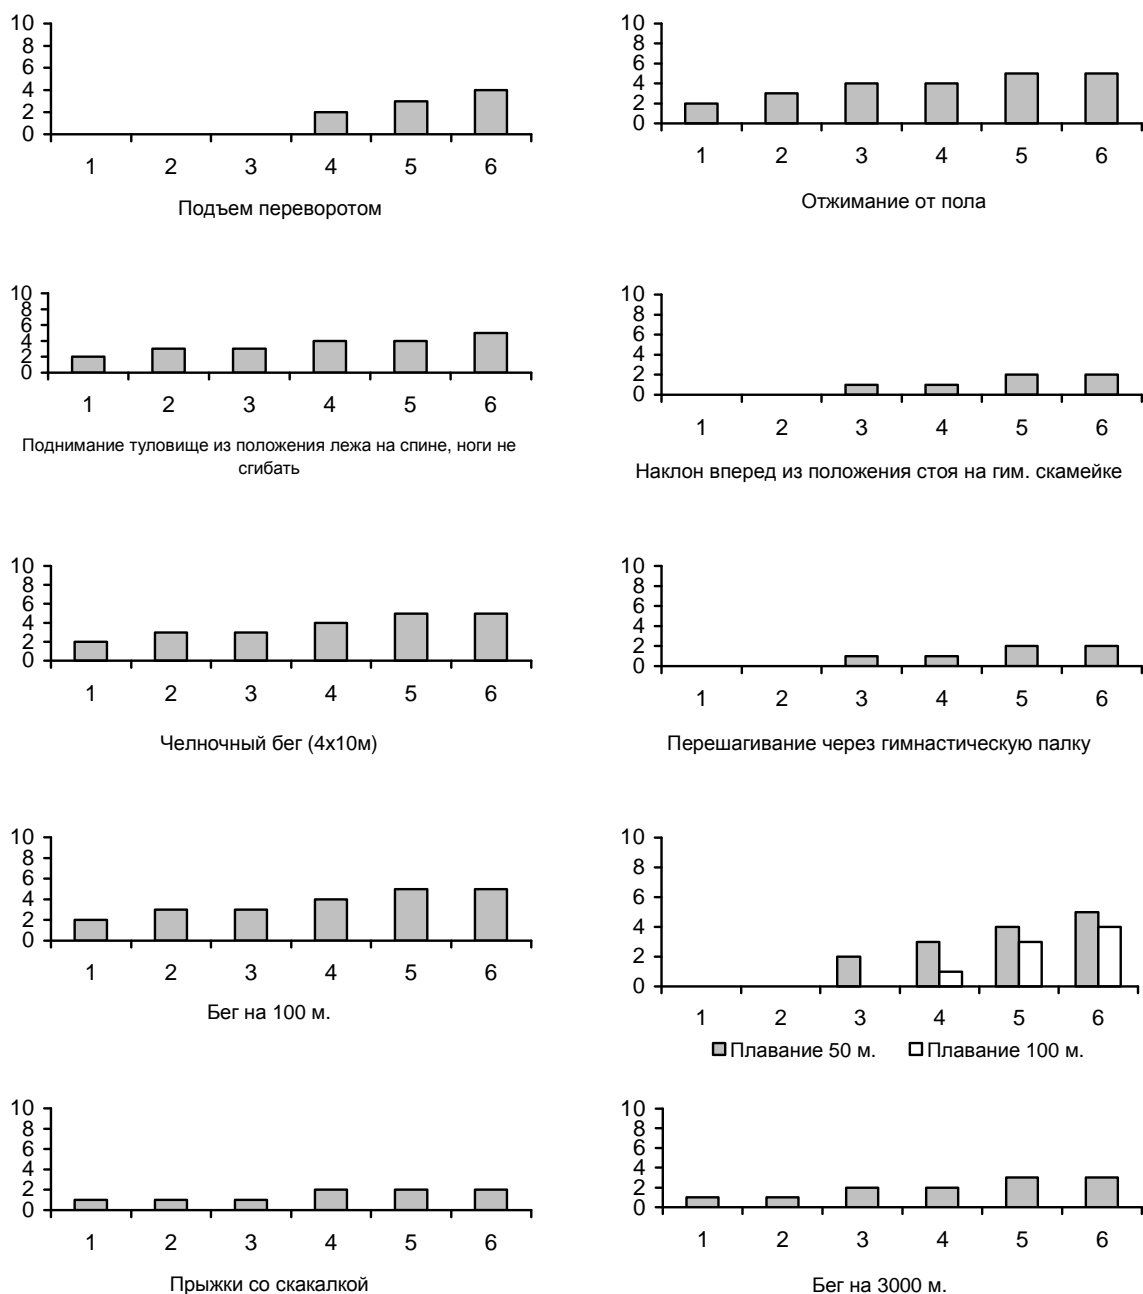 10
8
6
4
2
0
1 2 3 4 5 6
Подъем переворотом
10
8
6
4
2
0
1 2 3 4 5 6
Отжимание от пола
10
8
6
4
2
0
1 2 3 4 5 6
Поднимание туловище из положения лежа на спине, ноги не
сгибать
10
8
6
4
2
0
1 2 3 4 5 6
Наклон вперед из положения стоя на гим. скамейке
10
8
6
4
2
0
1 2 3 4 5 6
Челночный бег (4х10м)
10
8
6
4
2
0
1 2 3 4 5 6
Перешагивание через гимнастическую палку
10
8
6
4
2
0
1 2 3 4 5 6
Бег на 100 м.
10
8
6
4
2
0
1 2 3 4 5 6
Плавание 50 м. Плавание 100 м.
10
8
6
4
2
0
1 2 3 4 5 6
Прыжки со скакалкой
10
8
6
4
2
0
1 2 3 4 5 6
Бег на 3000 м.